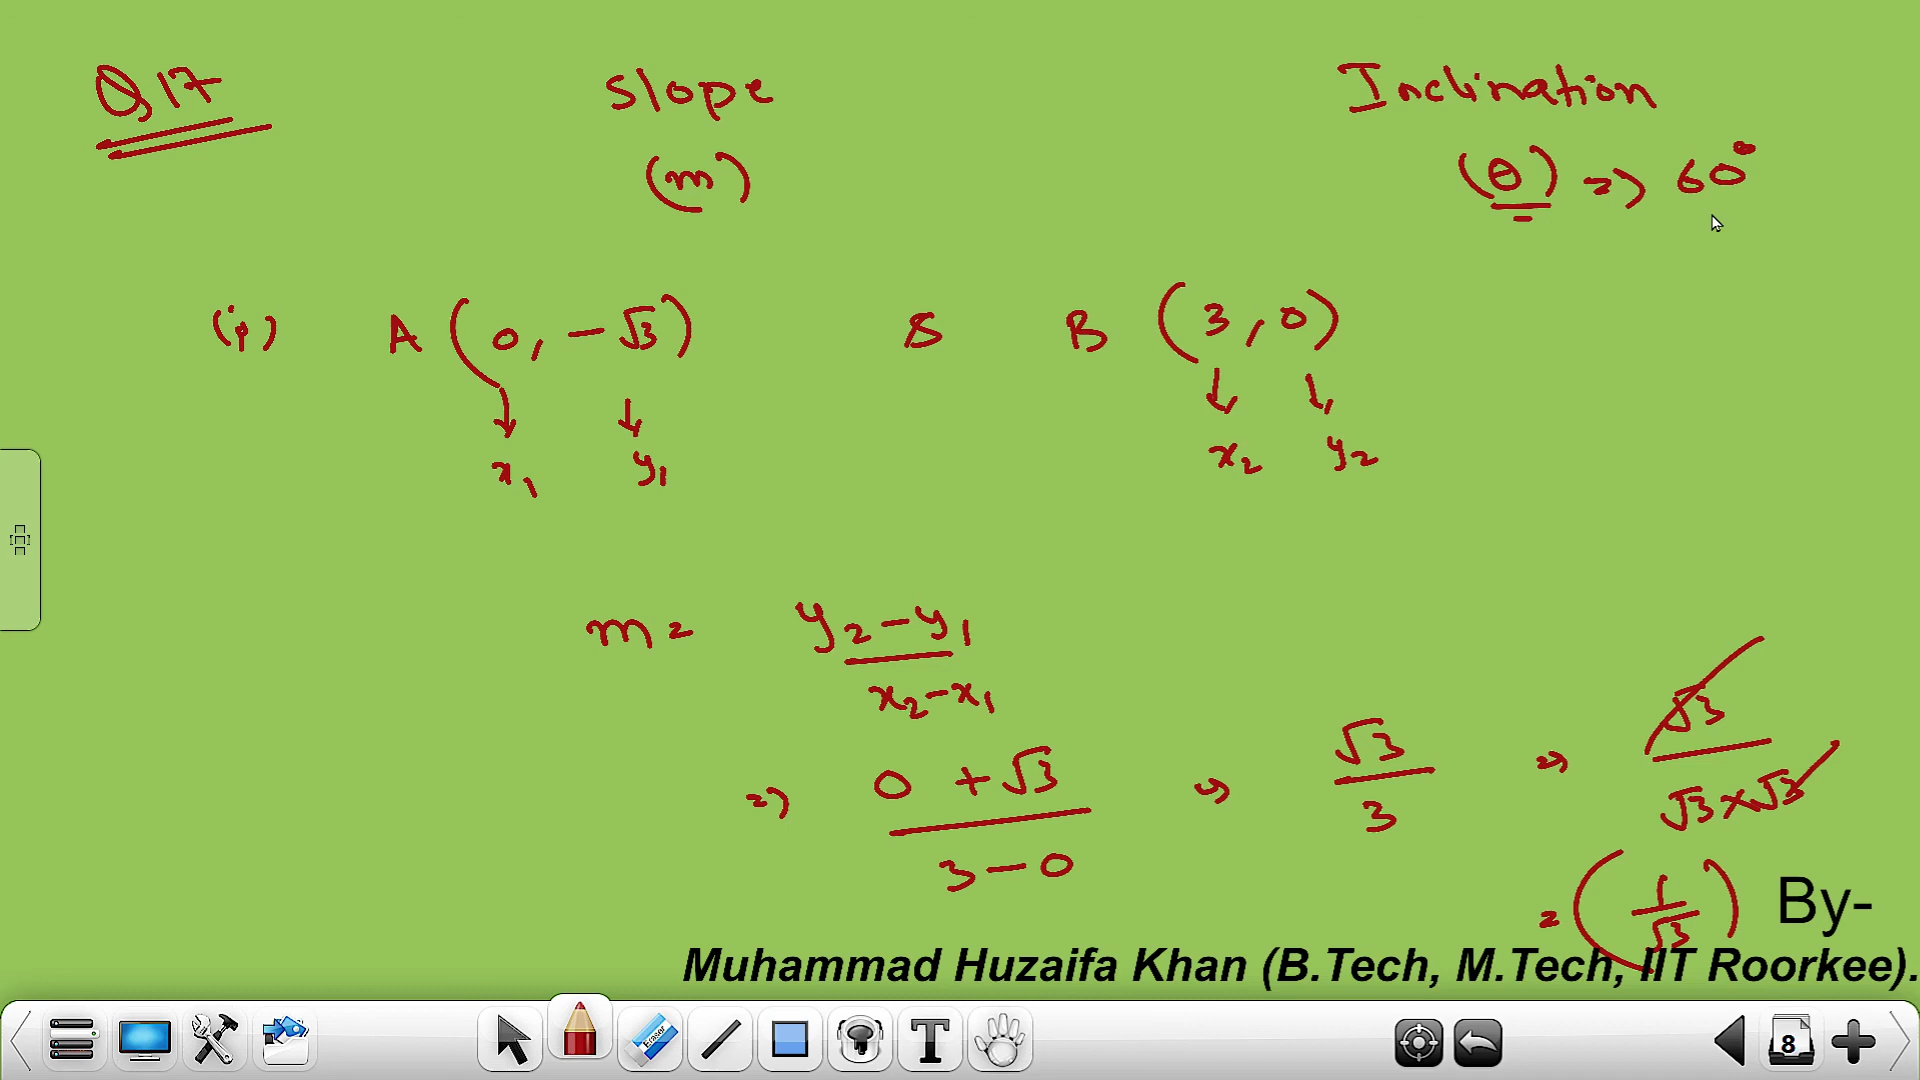 Q17 Slope Inclination
(m) (θ) => 60°
(i) A (0, -√3) & B (3, 0)
x₁ y₁ x₂ y₂
m = y₂-y₁ / x₂-x₁
=> 0 +√3 / 3-0 => √3 / 3 => √3 / √3×√3
= (1/√3)
By-
Muhammad Huzaifa Khan (B.Tech, M.Tech, IIT Roorkee).
Eraser T 8